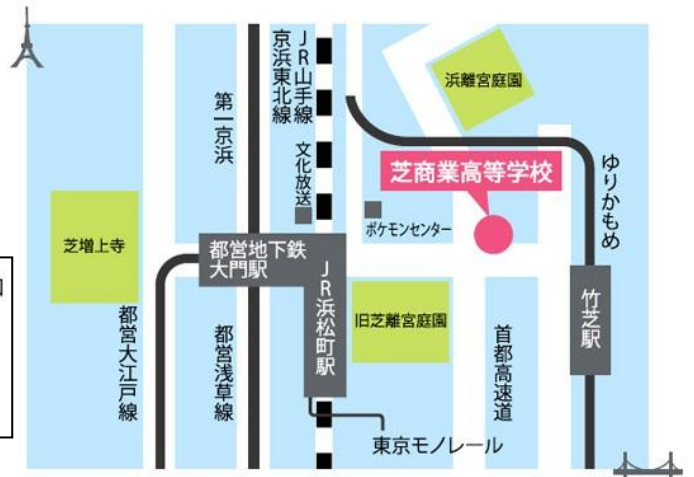 浜離宮庭園
JR山手線
京浜東北線
第一京浜
文化放送
芝商業高等学校
ゆりかもめ
ポケモンセンター
芝増上寺
都営地下鉄
大門駅
JR浜松町駅
旧芝離宮庭園
竹芝駅
都営大江戸線
都営浅草線
首都高速道
東京モノレール